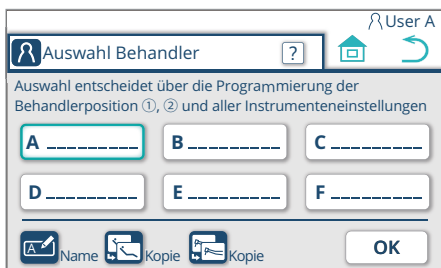 User A
Auswahl Behandler ?
Auswahl entscheidet über die Programmierung der
Behandlerposition ①, ② und aller Instrumenteneinstellungen
A _________ B _________ C _________
D _________ E _________ F _________
A Name Kopie Kopie OK